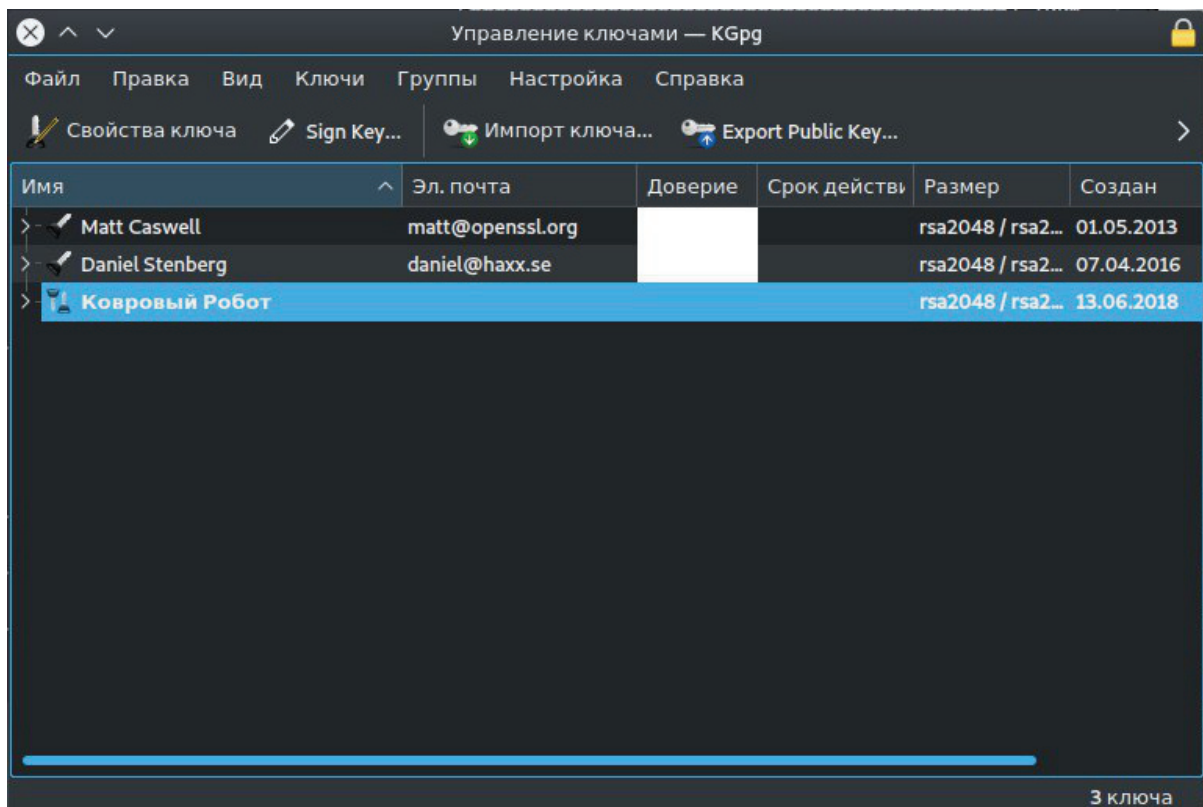 Управление ключами — KGpg
Файл Правка Вид Ключи Группы Настройка Справка
Свойства ключа Sign Key... Импорт ключа... Export Public Key...
Имя Эл. почта Доверие Срок действи Размер Создан
Matt Caswell matt@openssl.org rsa2048 / rsa2... 01.05.2013
Daniel Stenberg daniel@haxx.se rsa2048 / rsa2... 07.04.2016
Ковровый Робот rsa2048 / rsa2... 13.06.2018
3 ключа